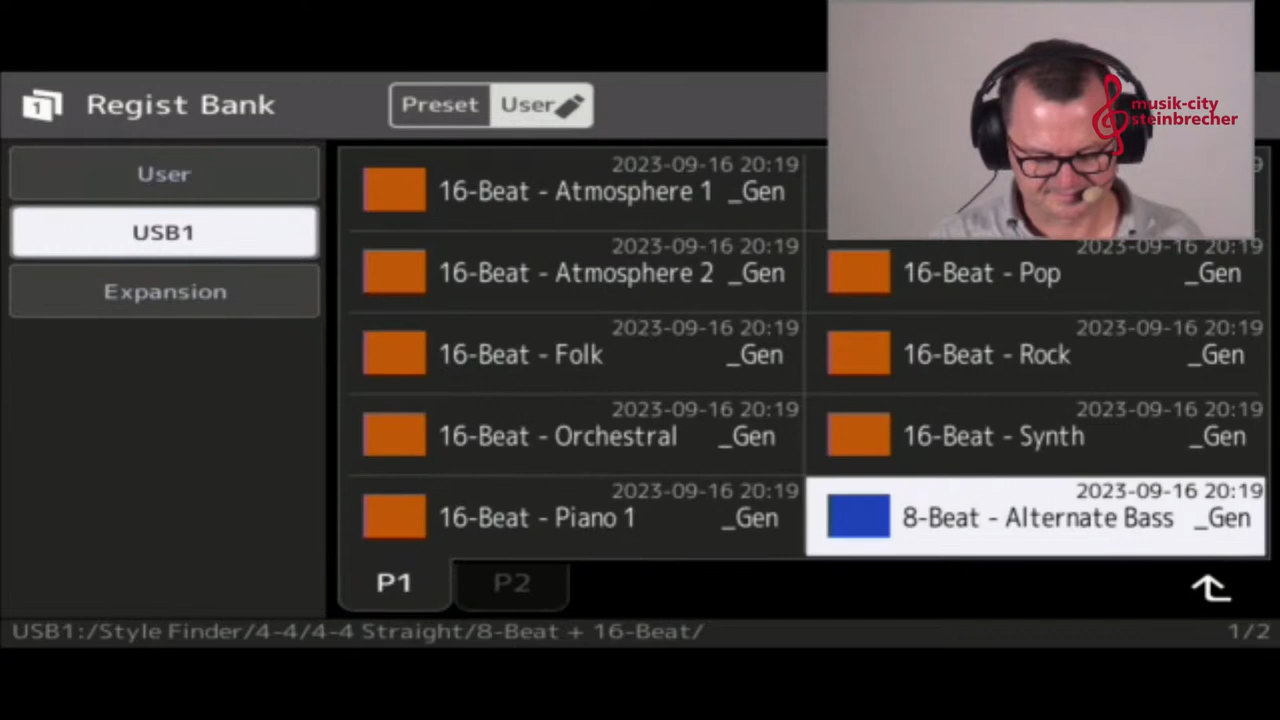 Regist Bank
Preset
User
musik-city
steinbrecher
User
USB1
Expansion
2023-09-16 20:19
16-Beat - Atmosphere 1 _Gen
2023-09-16 20:19
16-Beat - Atmosphere 2 _Gen
2023-09-16 20:19
16-Beat - Folk _Gen
2023-09-16 20:19
16-Beat - Orchestral _Gen
2023-09-16 20:19
16-Beat - Piano 1 _Gen
2023-09-16 20:19
16-Beat - Pop _Gen
2023-09-16 20:19
16-Beat - Rock _Gen
2023-09-16 20:19
16-Beat - Synth _Gen
2023-09-16 20:19
8-Beat - Alternate Bass _Gen
P1
P2
USB1:/Style Finder/4-4/4-4 Straight/8-Beat + 16-Beat/
1/2